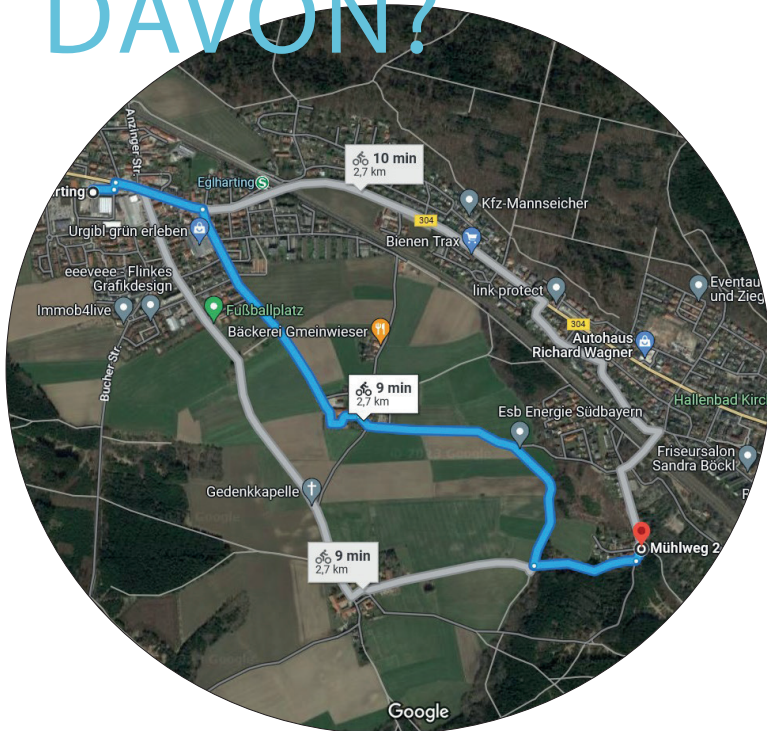 DAVON?
Anzinger Str.
10 min
2,7 km
Eglharting
rting
Kfz-Mannseicher
304
Urgibl-grün erleben
Bienen Trax
eeeveeee - Flinkes
Grafikdesign
link protect
Eventau
und Zieg
Immob4live
Fußballplatz
Bäckerei Gmeinwieser
304
Autohaus
Richard Wagner
Bucher Str.
9 min
2,7 km
Hallenbad Kirc
Esb Energie Südbayern
Friseursalon
Sandra Böckl
Gedenkkapelle
F
9 min
2,7 km
Mühlweg 2
Google